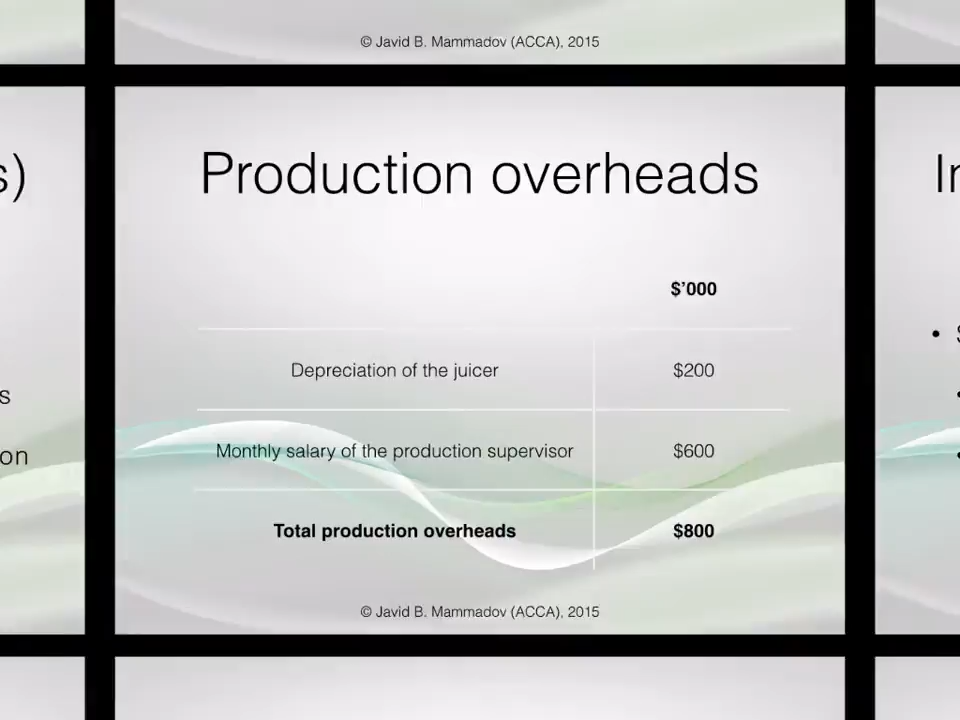 © Javid B. Mammadov (ACCA), 2015
s)
Production overheads
$'000
Depreciation of the juicer $200
s
Monthly salary of the production supervisor $600
on
Total production overheads $800
© Javid B. Mammadov (ACCA), 2015